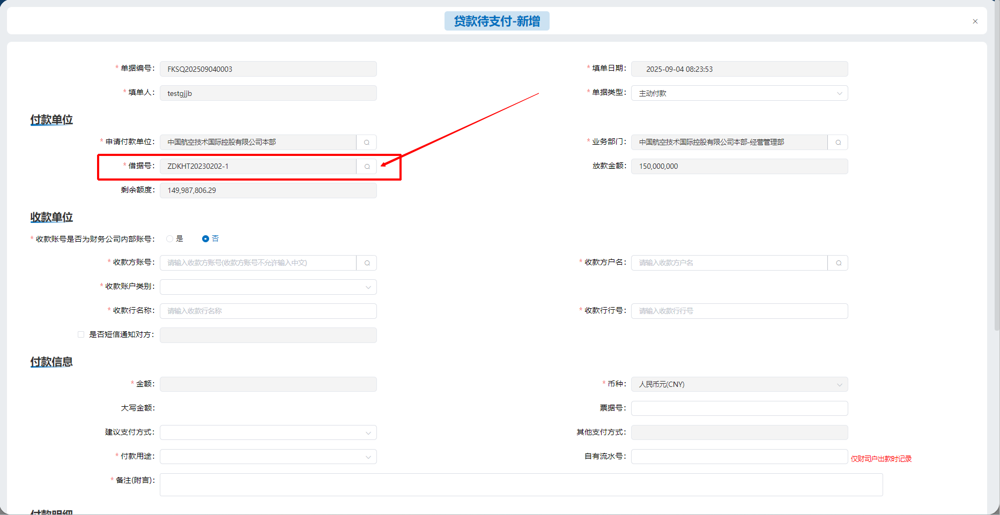 贷款待支付-新增
* 单据编号： FKSQ202509040003 * 填单日期： 2025-09-04 08:23:53
* 填单人： testgjjb * 单据类型： 主动付款
付款单位
* 申请付款单位： 中国航空技术国际控股有限公司本部 * 业务部门： 中国航空技术国际控股有限公司本部-经营管理部
* 借据号： ZDKHT20230202-1 放款金额： 150,000,000
剩余额度： 149,987,806.29
收款单位
* 收款账号是否为财务公司内部账号： 是 否
* 收款方账号： 请输入收款方账号(收款方账号不允许输入中文) * 收款方户名： 请输入收款方户名
* 收款账户类别：
* 收款行名称： 请输入收款行名称 * 收款行行号： 请输入收款行行号
是否短信通知对方：
付款信息
* 金额： * 币种： 人民币元(CNY)
大写金额： 票据号：
建议支付方式： 其他支付方式：
* 付款用途： 自有流水号： 仅财司户出款时记录
* 备注(附言)：
付款明细